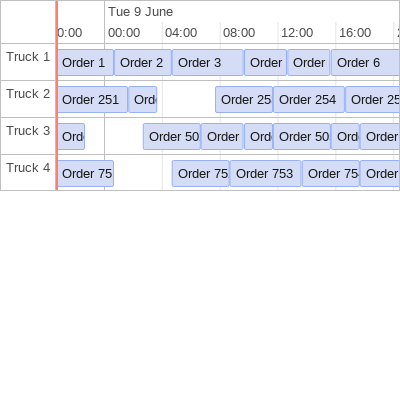 Tue 9 June
0:00 00:00 04:00 08:00 12:00 16:00
Truck 1 Order 1 Order 2 Order 3 Order Order Order 6
Truck 2 Order 251 Ord Order 25 Order 254 Order 25
Truck 3 Ord Order 50 Order Ord Order 50 Ord Order
Truck 4 Order 75 Order 75 Order 753 Order 75 Order